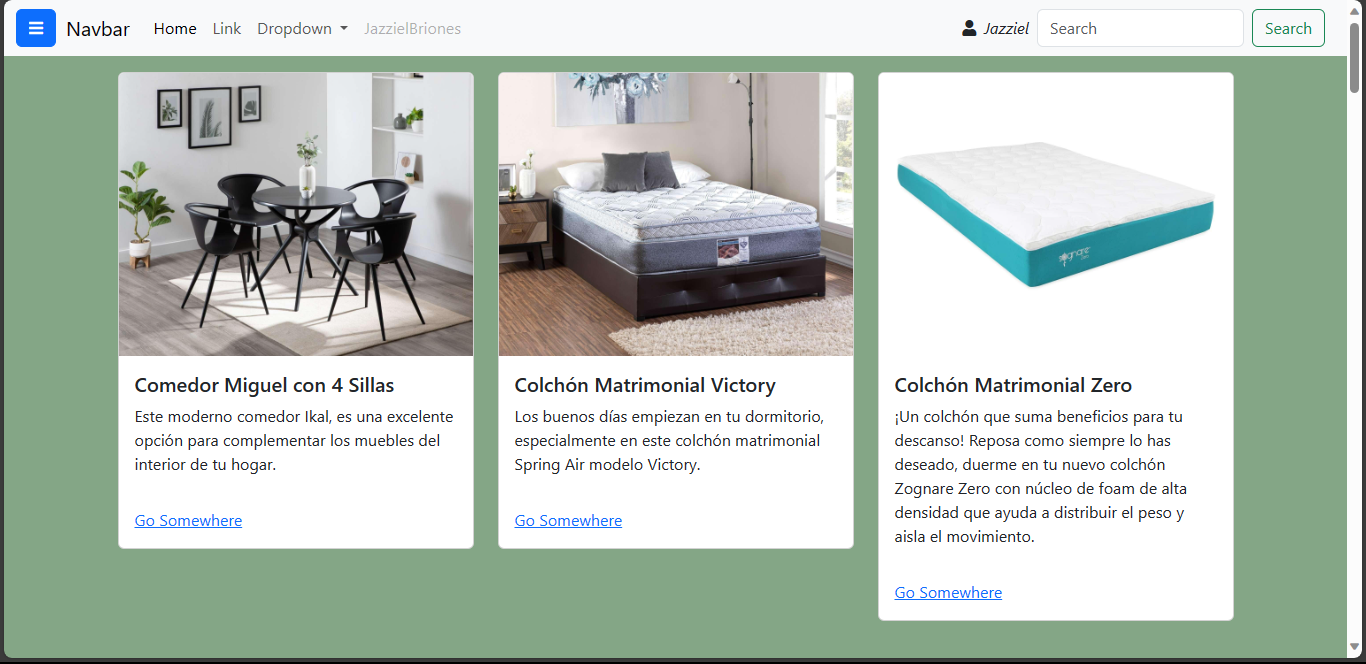 Navbar Home Link Dropdown JazzielBriones Jazziel Search Search
Comedor Miguel con 4 Sillas
Este moderno comedor Ikal, es una excelente
opción para complementar los muebles del
interior de tu hogar.
Go Somewhere
Colchón Matrimonial Victory
Los buenos días empiezan en tu dormitorio,
especialmente en este colchón matrimonial
Spring Air modelo Victory.
Go Somewhere
Colchón Matrimonial Zero
¡Un colchón que suma beneficios para tu
descanso! Reposa como siempre lo has
deseado, duerme en tu nuevo colchón
Zognare Zero con núcleo de foam de alta
densidad que ayuda a distribuir el peso y
aisla el movimiento.
Go Somewhere